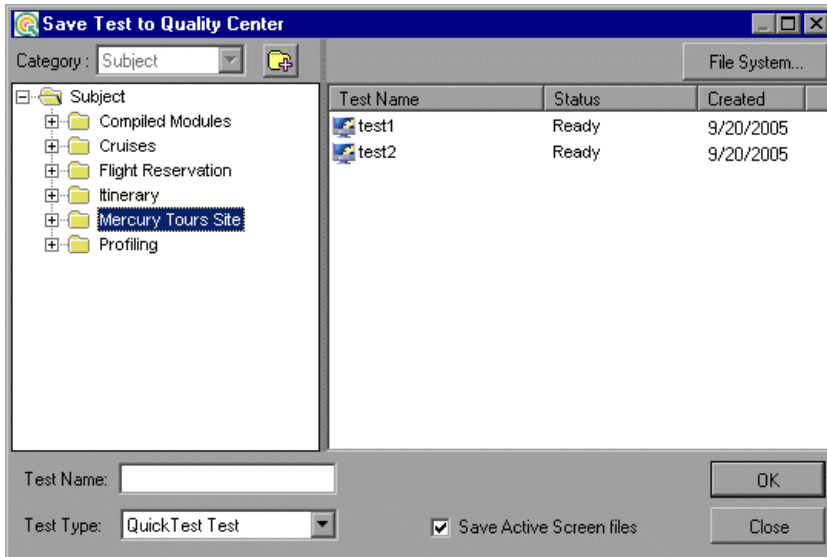 Save Test to Quality Center
Category : Subject
File System...
Subject
Compiled Modules
Cruises
Flight Reservation
Itinerary
Mercury Tours Site
Profiling
Test Name Status Created
test1 Ready 9/20/2005
test2 Ready 9/20/2005
Test Name:
OK
Test Type: QuickTest Test
Save Active Screen files
Close